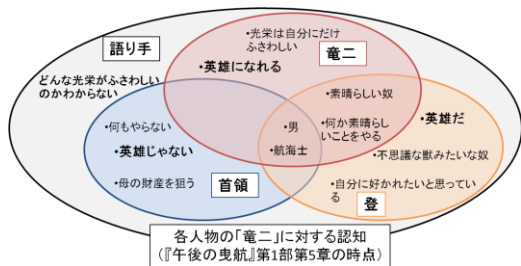 語り手
竜二
・光栄は自分にだけ
ふさわしい
・英雄になれる
どんな光栄がふさわしい
のかわからない
・素晴らしい奴
・英雄だ
・何もやらない
・何か素晴らし
いことをやる
・男
・英雄じゃない
・航海士
・不思議な獣みたいな奴
・母の財産を狙う
首領
・自分に好かれたいと思ってい
る
登
各人物の「竜二」に対する認知
(『午後の曳航』第1部第5章の時点)